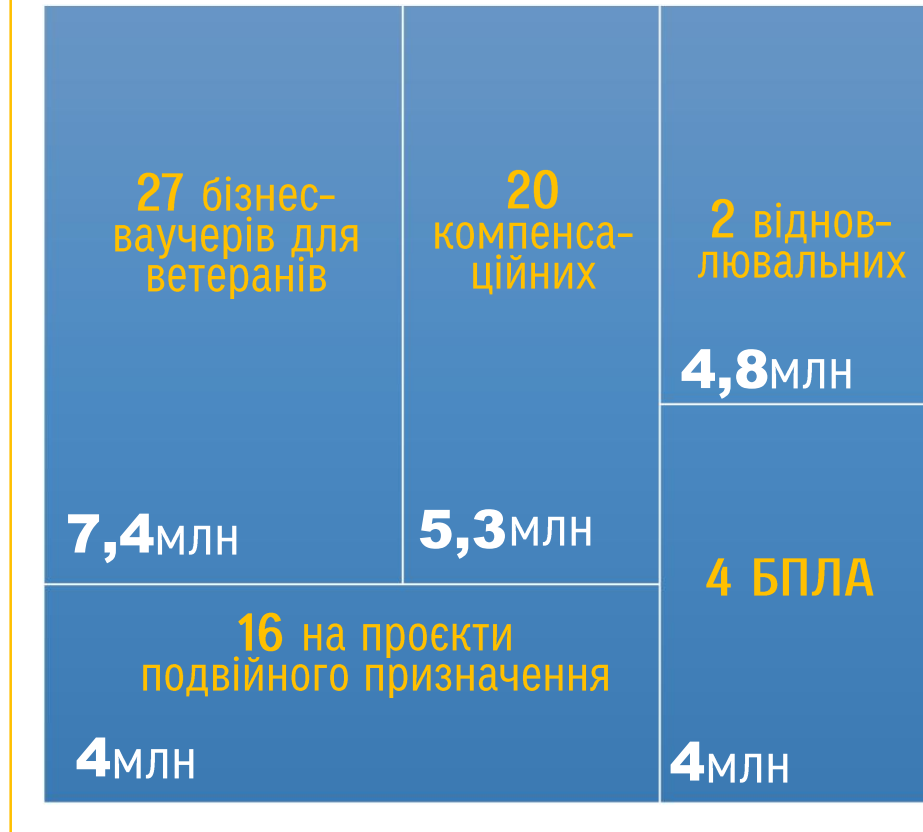 27 бізнес-
ваучерів для
ветеранів
7,4млн
20
компенса-
ційних
5,3млн
2 віднов-
лювальних
4,8млн
16 на проєкти
подвійного призначення
4млн
4 БПЛА
4млн